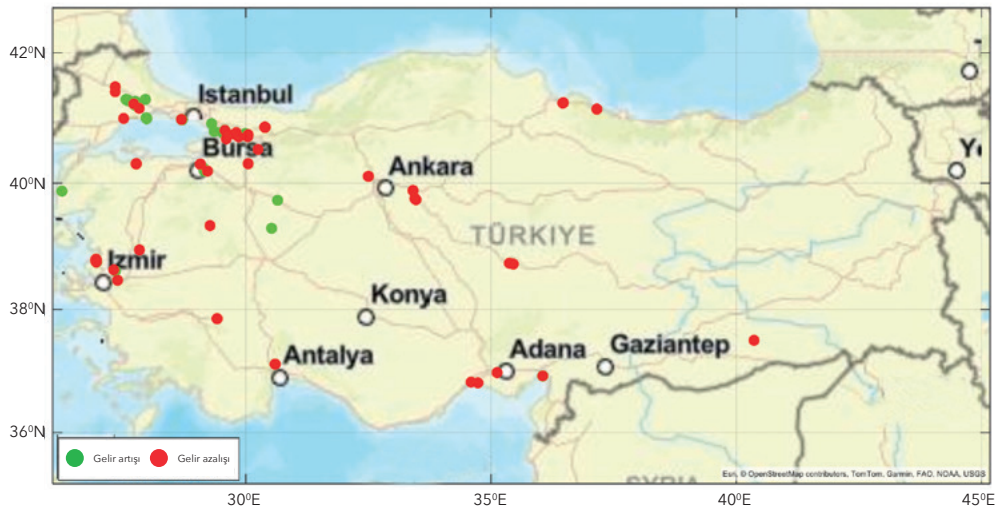 42⁰N
Istanbul
Bursa
40⁰N
Ankara
TÜRKIYE
Izmir
38⁰N
Konya
Antalya
Adana
Gaziantep
36⁰N
Gelir artışı
Gelir azalışı
Esri, © OpenStreetMap contributors, TomTom, Garmin, FAO, NOAA, USGS
SYRIA
30⁰E
35⁰E
40⁰E
45⁰E